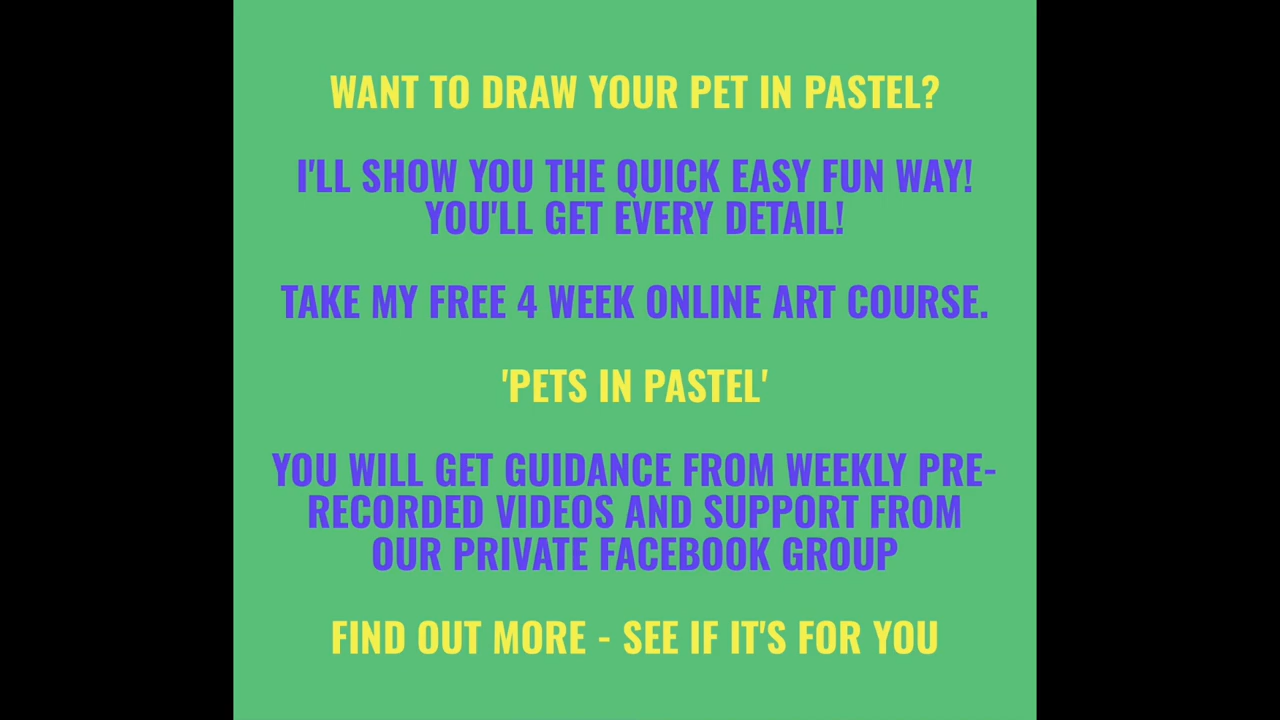 WANT TO DRAW YOUR PET IN PASTEL?
I'LL SHOW YOU THE QUICK EASY FUN WAY!
YOU'LL GET EVERY DETAIL!
TAKE MY FREE 4 WEEK ONLINE ART COURSE.
'PETS IN PASTEL'
YOU WILL GET GUIDANCE FROM WEEKLY PRE-
RECORDED VIDEOS AND SUPPORT FROM
OUR PRIVATE FACEBOOK GROUP
FIND OUT MORE - SEE IF IT'S FOR YOU